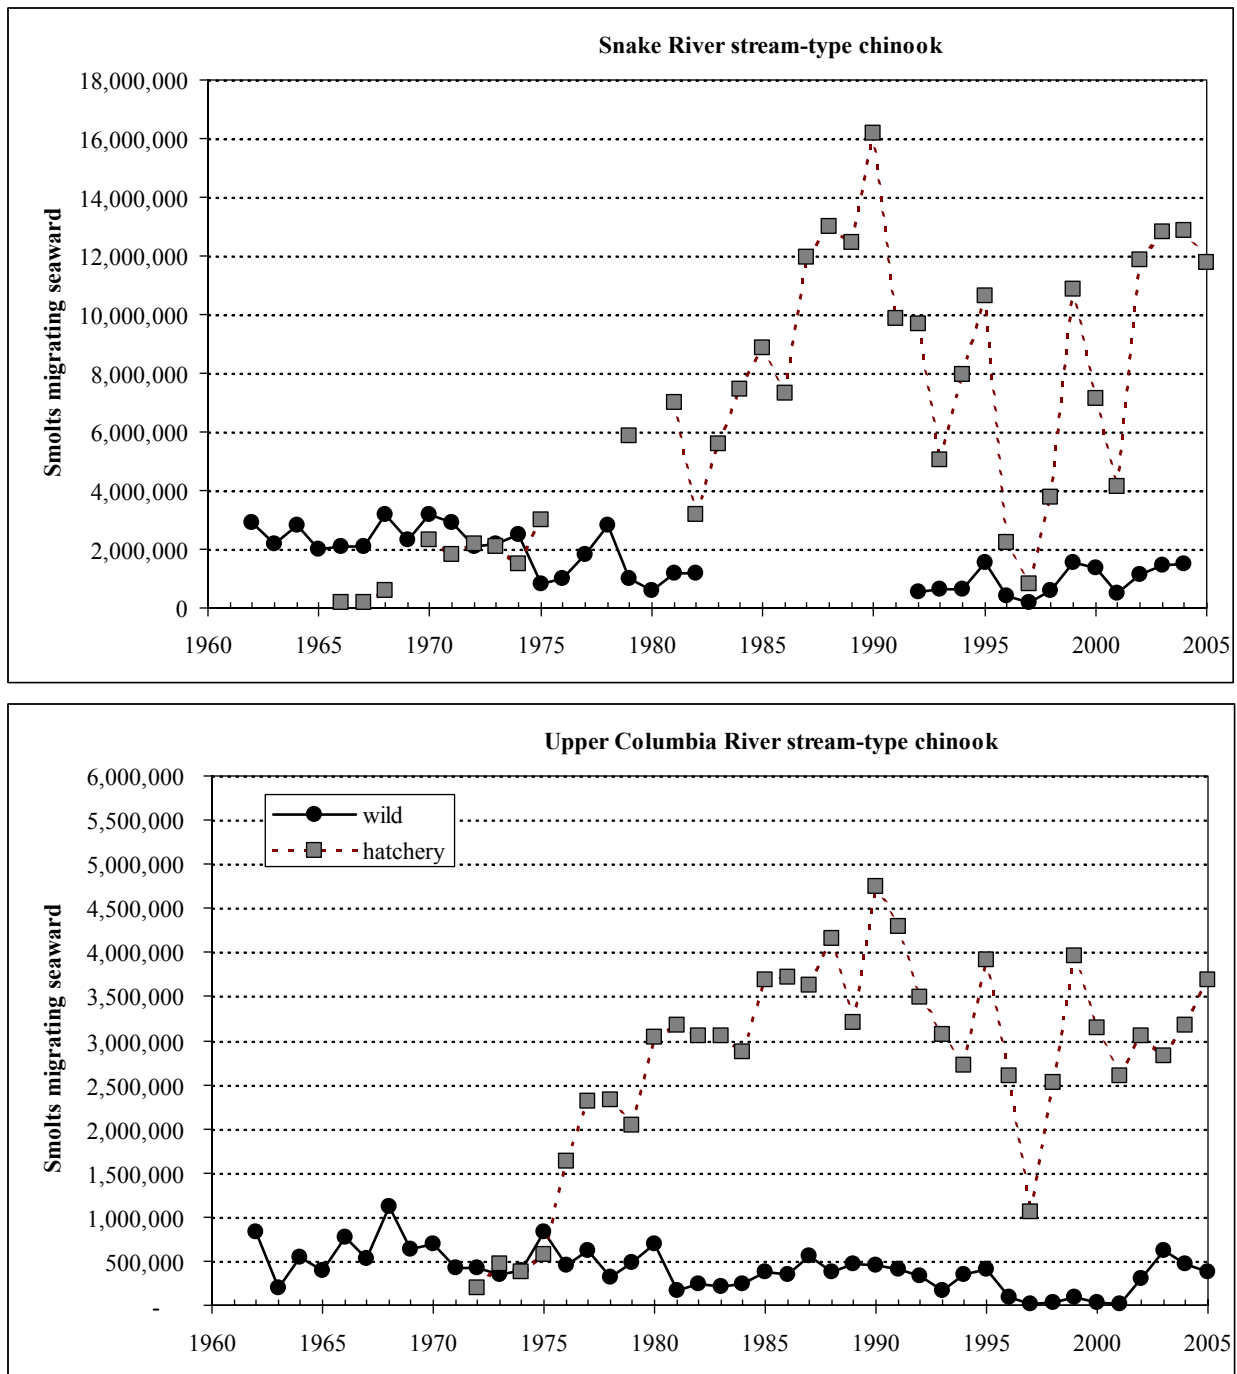 Snake River stream-type chinook
18,000,000
16,000,000
14,000,000
12,000,000
10,000,000
8,000,000
6,000,000
4,000,000
2,000,000
0
Smolts migrating seaward
1960 1965 1970 1975 1980 1985 1990 1995 2000 2005
Upper Columbia River stream-type chinook
6,000,000
5,500,000
5,000,000
4,500,000
4,000,000
3,500,000
3,000,000
2,500,000
2,000,000
1,500,000
1,000,000
500,000
-
Smolts migrating seaward
wild
hatchery
1960 1965 1970 1975 1980 1985 1990 1995 2000 2005